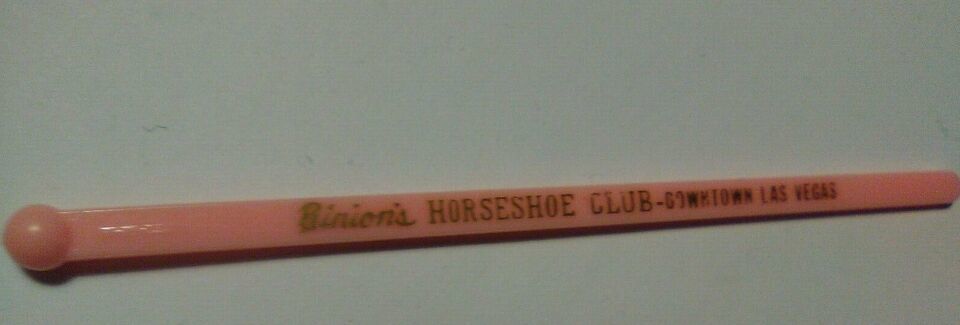 Binion's HORSESHOE CLUB-DOWNTOWN LAS VEGAS